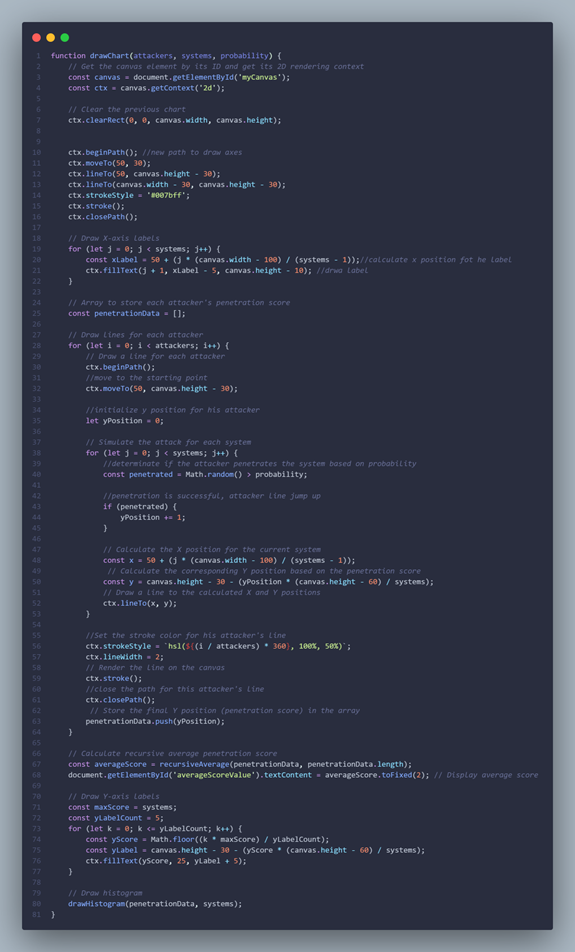 1 function drawChart(attackers, systems, probability) {
2 // Get the canvas element by its ID and get its 2D rendering context
3 const canvas = document.getElementById('myCanvas');
4 const ctx = canvas.getContext('2d');
5
6 // Clear the previous chart
7 ctx.clearRect(0, 0, canvas.width, canvas.height);
8
9
10 ctx.beginPath(); //new path to draw axes
11 ctx.moveTo(50, 30);
12 ctx.lineTo(50, canvas.height - 30);
13 ctx.lineTo(canvas.width - 30, canvas.height - 30);
14 ctx.strokeStyle = '#007bff';
15 ctx.stroke();
16 ctx.closePath();
17
18 // Draw X-axis labels
19 for (let j = 0; j < systems; j++) {
20 const xLabel = 50 + (j * (canvas.width - 100) / (systems - 1));//calculate x position fot he label
21 ctx.fillText(j + 1, xLabel - 5, canvas.height - 10); //drwa label
22 }
23
24 // Array to store each attacker's penetration score
25 const penetrationData = [];
26
27 // Draw lines for each attacker
28 for (let i = 0; i < attackers; i++) {
29 // Draw a line for each attacker
30 ctx.beginPath();
31 //move to the starting point
32 ctx.moveTo(50, canvas.height - 30);
33
34 //initialize y position for his attacker
35 let yPosition = 0;
36
37 // Simulate the attack for each system
38 for (let j = 0; j < systems; j++) {
39 //determine if the attacker penetrates the system based on probability
40 const penetrated = Math.random() > probability;
41
42 //penetration is successful, attacker line jump up
43 if (penetrated) {
44 yPosition += 1;
45 }
46
47 // Calculate the X position for the current system
48 const x = 50 + (j * (canvas.width - 100) / (systems - 1));
49 // Calculate the corresponding Y position based on the penetration score
50 const y = canvas.height - 30 - (yPosition * (canvas.height - 60) / systems);
51 // Draw a line to the calculated X and Y positions
52 ctx.lineTo(x, y);
53 }
54
55 //Set the stroke color for his attacker's line
56 ctx.strokeStyle = `hsl(${(i / attackers) * 360}, 100%, 50%)`;
57 ctx.lineWidth = 2;
58 // Render the line on the canvas
59 ctx.stroke();
60 //close the path for this attacker's line
61 ctx.closePath();
62 // Store the final Y position (penetration score) in the array
63 penetrationData.push(yPosition);
64 }
65
66 // Calculate recursive average penetration score
67 const averageScore = recursiveAverage(penetrationData, penetrationData.length);
68 document.getElementById('averageScoreValue').textContent = averageScore.toFixed(2); // Display average score
69
70 // Draw Y-axis labels
71 const maxScore = systems;
72 const yLabelCount = 5;
73 for (let k = 0; k <= yLabelCount; k++) {
74 const yScore = Math.floor((k * maxScore) / yLabelCount);
75 const yLabel = canvas.height - 30 - (yScore * (canvas.height - 60) / systems);
76 ctx.fillText(yScore, 25, yLabel + 5);
77 }
78
79 // Draw histogram
80 drawHistogram(penetrationData, systems);
81 }